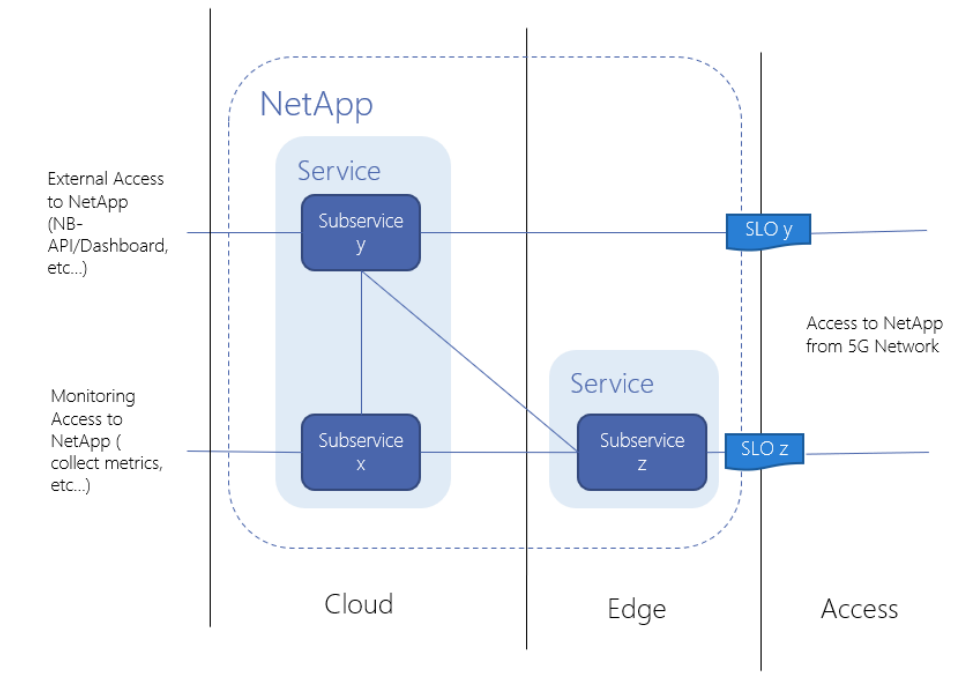 NetApp
Service
External Access
to NetApp
(NB-
API/Dashboard,
etc...)
Subservice
y
SLO y
Access to NetApp
from 5G Network
Service
Monitoring
Access to
NetApp (
collect metrics,
etc...)
Subservice
x
Subservice
z
SLO z
Cloud
Edge
Access